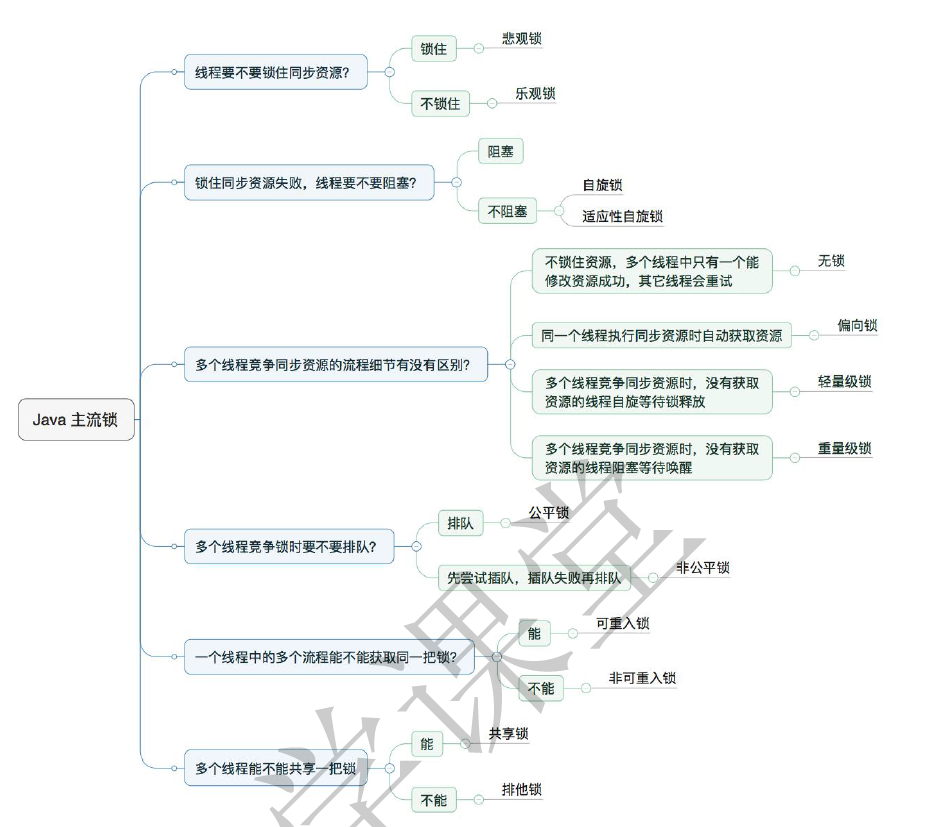 Java 主流锁
线程要不要锁住同步资源？
锁住
悲观锁
不锁住
乐观锁
锁住同步资源失败，线程要不要阻塞？
阻塞
不阻塞
自旋锁
适应性自旋锁
多个线程竞争同步资源的流程细节有没有区别？
不锁住资源，多个线程中只有一个能
修改资源成功，其它线程会重试
无锁
同一个线程执行同步资源时自动获取资源
偏向锁
多个线程竞争同步资源时，没有获取
资源的线程自旋等待锁释放
轻量级锁
多个线程竞争同步资源时，没有获取
资源的线程阻塞等待唤醒
重量级锁
多个线程竞争锁时要不要排队？
排队
公平锁
先尝试插队，插队失败再排队
非公平锁
一个线程中的多个流程能不能获取同一把锁？
能
可重入锁
不能
非可重入锁
多个线程能不能共享一把锁
能
共享锁
不能
排他锁
学课堂